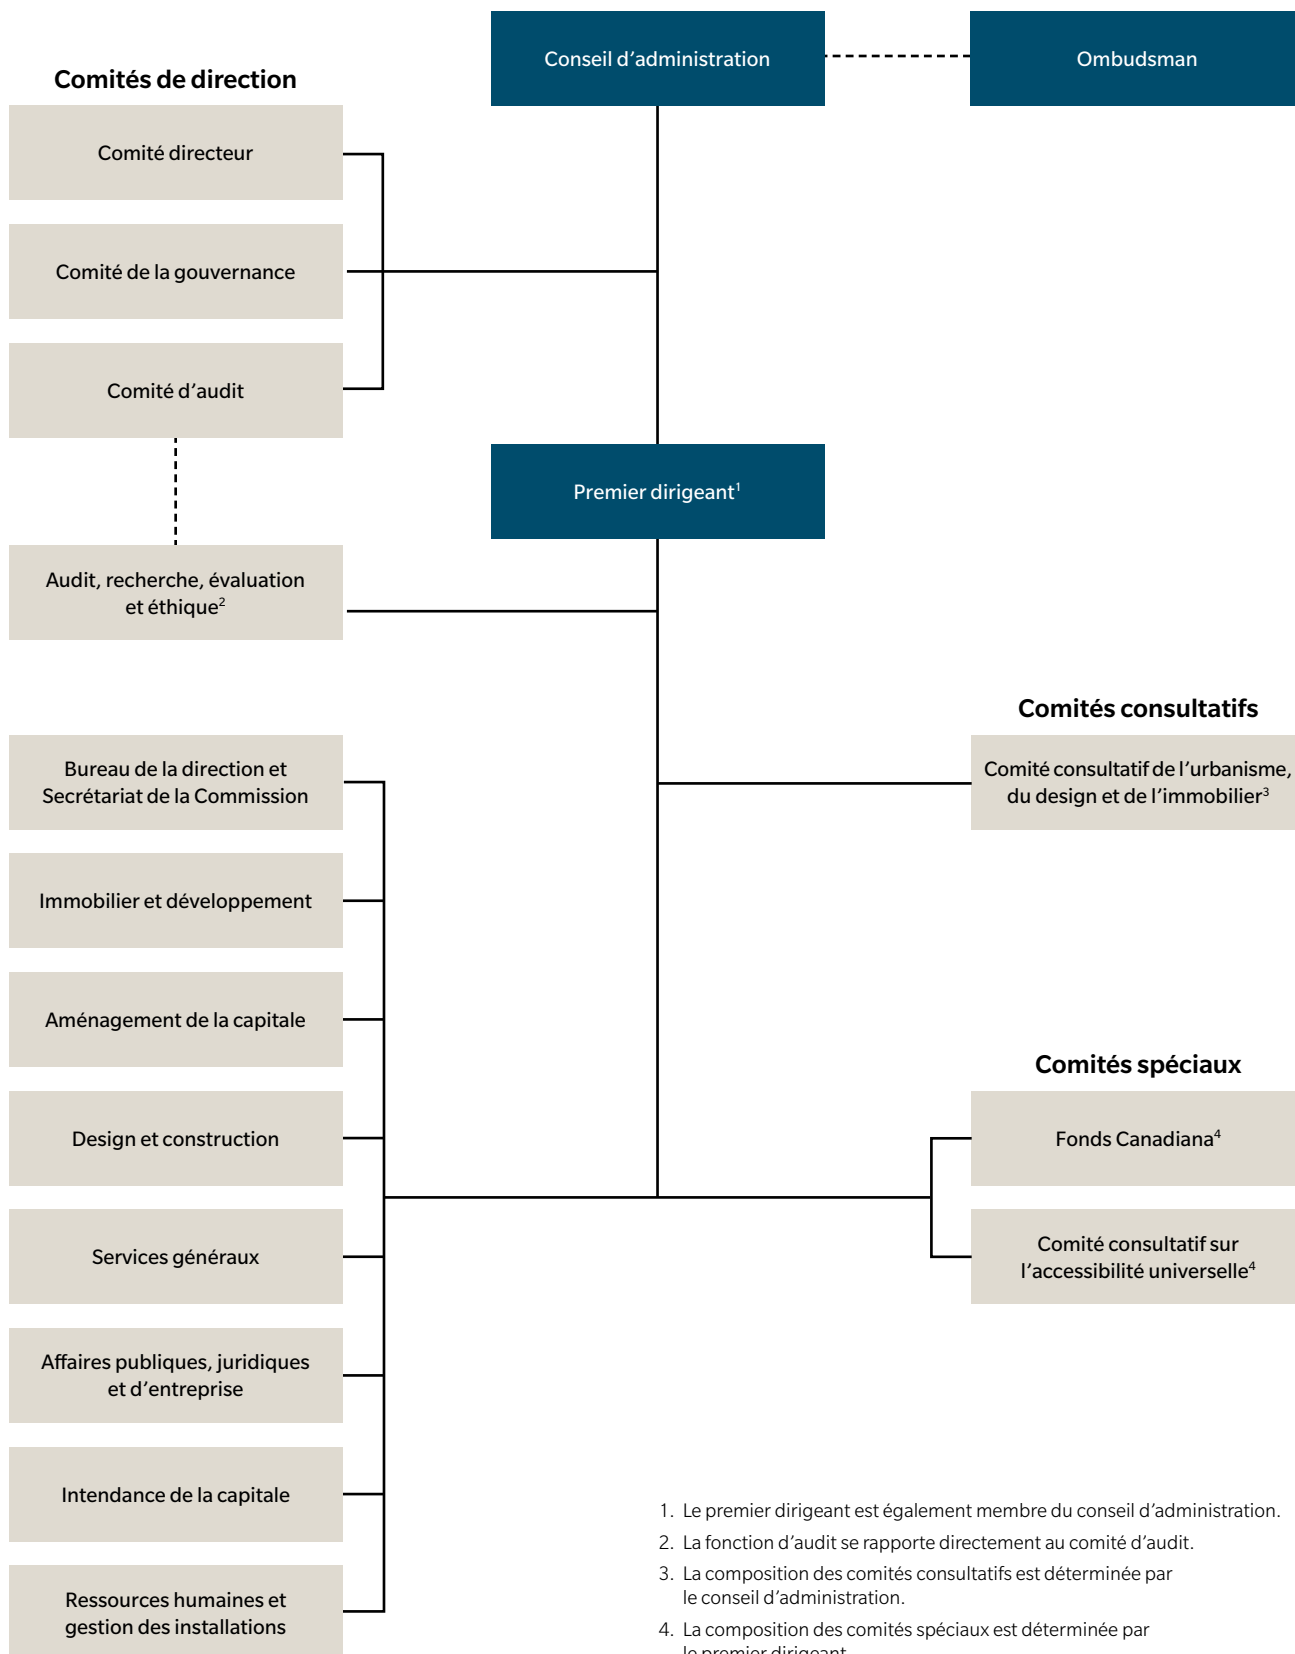 Conseil d'administration
Ombudsman
Comités de direction
Comité directeur
Comité de la gouvernance
Comité d'audit
Premier dirigeant¹
Audit, recherche, évaluation
et éthique²
Comités consultatifs
Comité consultatif de l'urbanisme,
du design et de l'immobilier³
Bureau de la direction et
Secrétariat de la Commission
Immobilier et développement
Aménagement de la capitale
Design et construction
Services généraux
Affaires publiques, juridiques
et d'entreprise
Intendance de la capitale
Ressources humaines et
gestion des installations
Comités spéciaux
Fonds Canadiana⁴
Comité consultatif sur
l'accessibilité universelle⁴
1. Le premier dirigeant est également membre du conseil d'administration.
2. La fonction d'audit se rapporte directement au comité d'audit.
3. La composition des comités consultatifs est déterminée par
le conseil d'administration.
4. La composition des comités spéciaux est déterminée par
le premier dirigeant